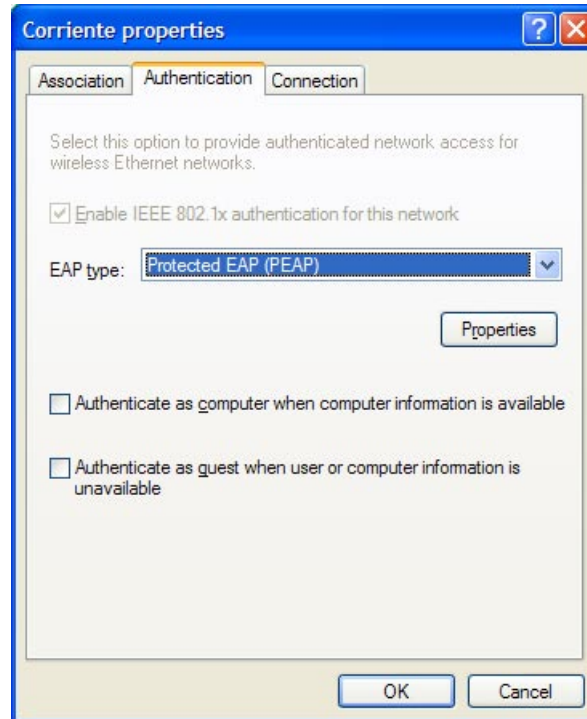 Corriente properties
?
Association Authentication Connection
Select this option to provide authenticated network access for
wireless Ethernet networks.
Enable IEEE 802.1x authentication for this network
EAP type: Protected EAP (PEAP)
Properties
Authenticate as computer when computer information is available
Authenticate as guest when user or computer information is
unavailable
OK Cancel